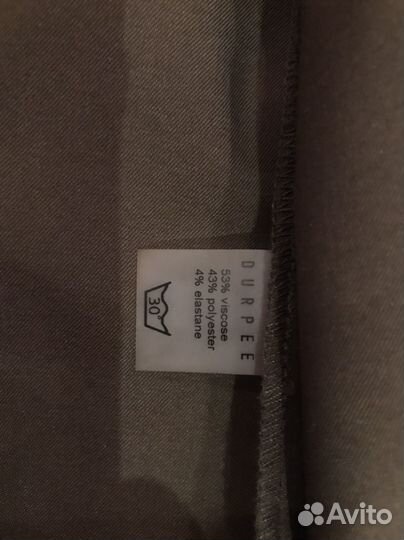 DURPEE
53% viscose
43% polyester
4% elastane
30°
Avito